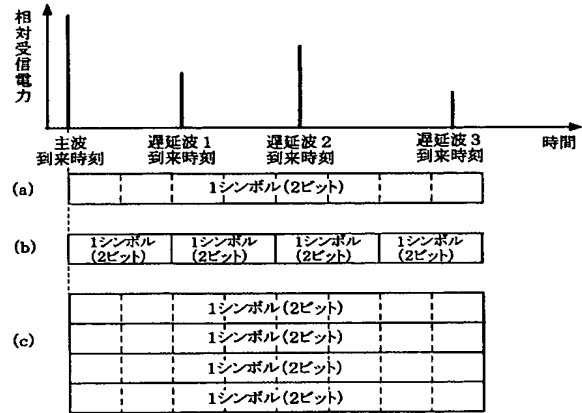 相対受信電力
主波
到来時刻
遅延波1
到来時刻
遅延波2
到来時刻
遅延波3
到来時刻
時間
(a)
1シンボル(2ビット)
(b)
1シンボル
(2ビット)
1シンボル
(2ビット)
1シンボル
(2ビット)
1シンボル
(2ビット)
(c)
1シンボル(2ビット)
1シンボル(2ビット)
1シンボル(2ビット)
1シンボル(2ビット)